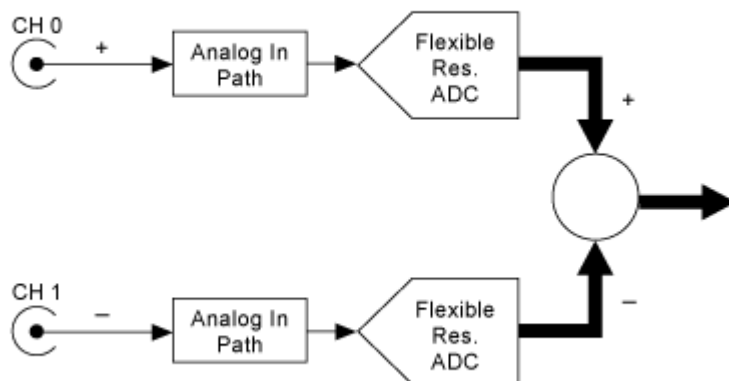 CH 0
+
Analog In
Path
Flexible
Res.
ADC
+
CH 1
−
Analog In
Path
Flexible
Res.
ADC
−